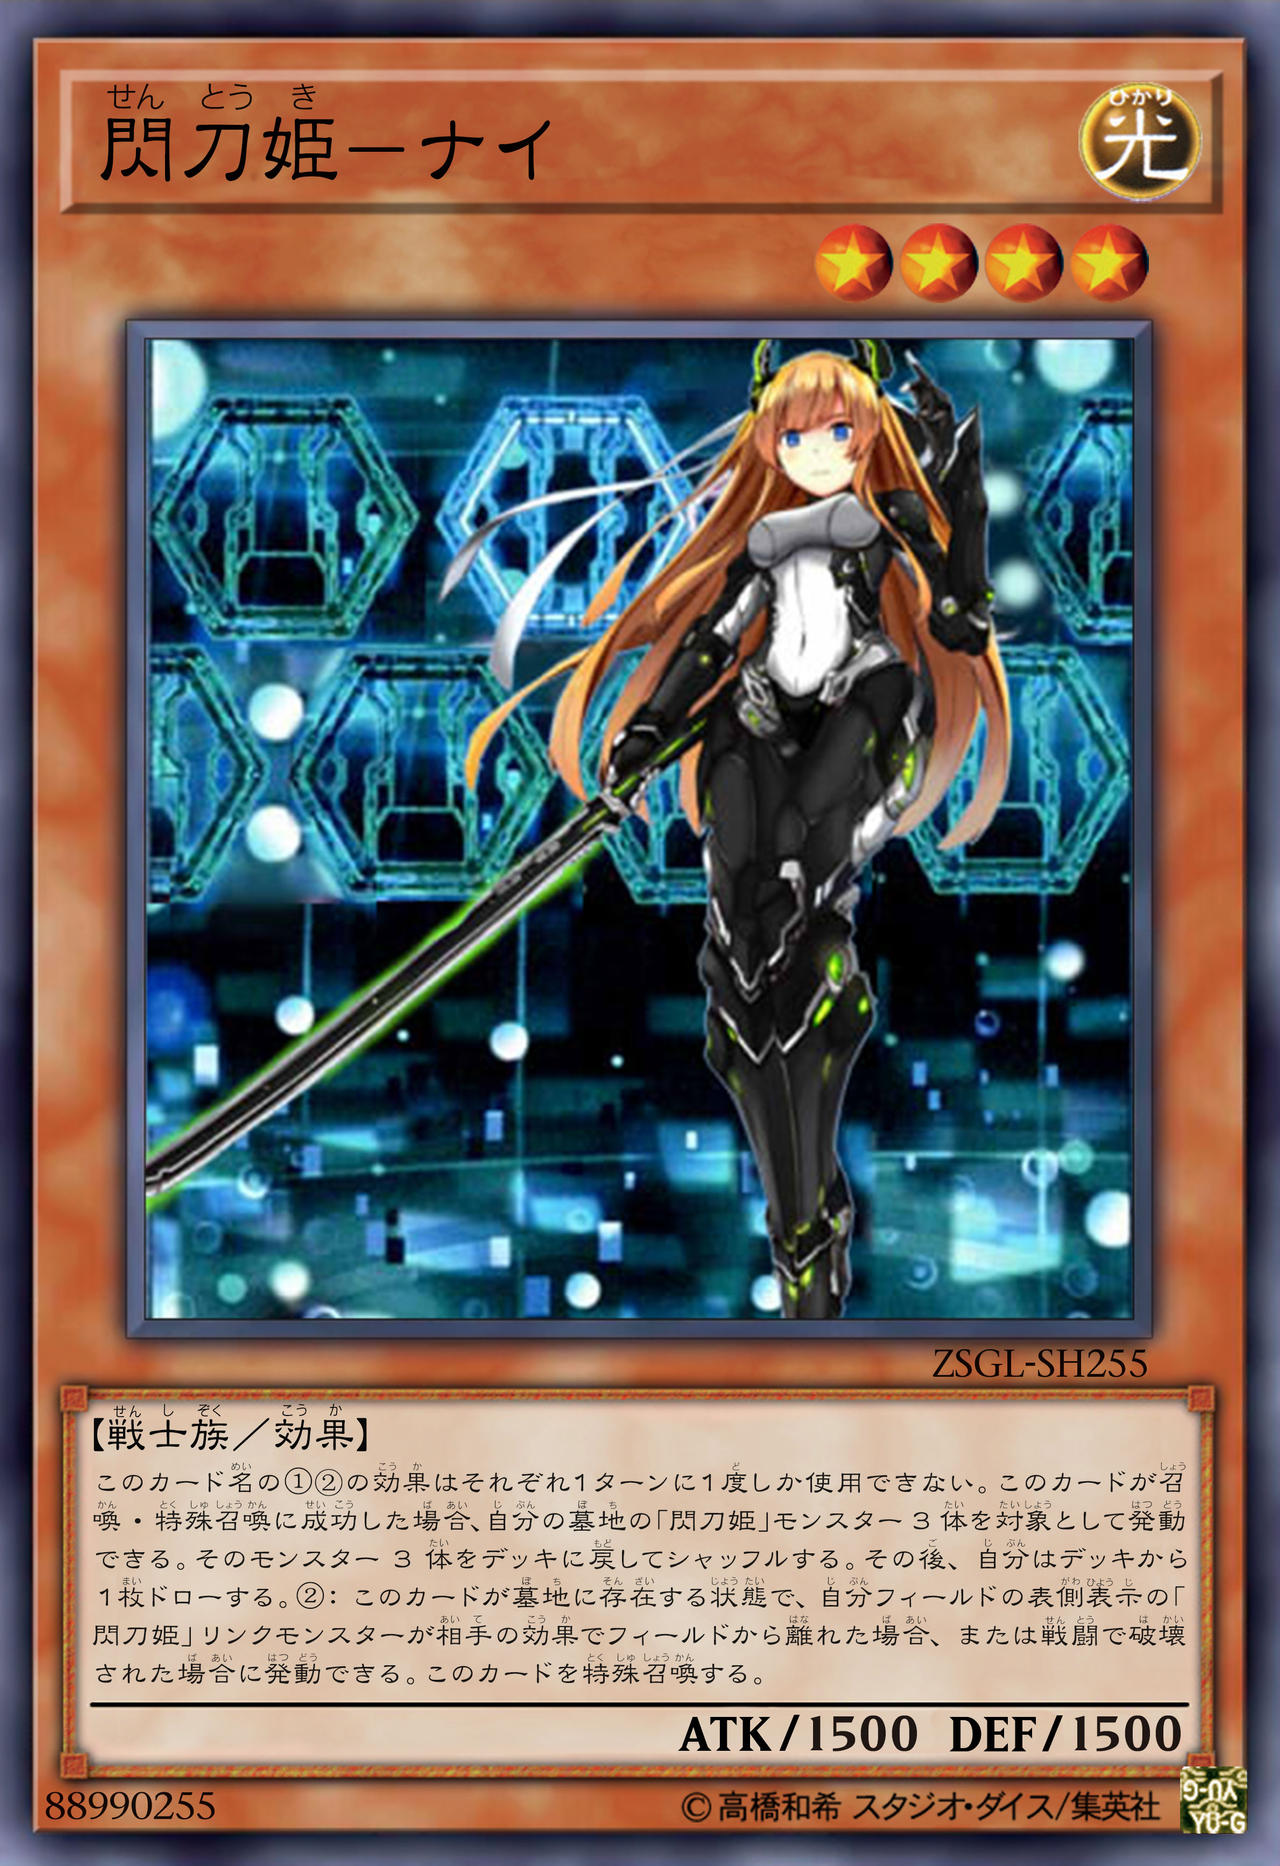 せんとうき
閃刀姫－ナイ
ひかり
光
ZSGL-SH255
せんしぞく こうか
【戦士族／効果】
このカード名の①②の効果はそれぞれ1ターンに1度しか使用できない。このカードが召
喚・特殊召喚に成功した場合、自分の墓地の「閃刀姫」モンスター3体を対象として発動
できる。そのモンスター3体をデッキに戻してシャッフルする。その後、自分はデッキから
1枚ドローする。②：このカードが墓地に存在する状態で、自分フィールドの表側表示の「
閃刀姫」リンクモンスターが相手の効果でフィールドから離れた場合、または戦闘で破壊
された場合に発動できる。このカードを特殊召喚する。
ATK/1500 DEF/1500
88990255
©高橋和希 スタジオ・ダイス/集英社